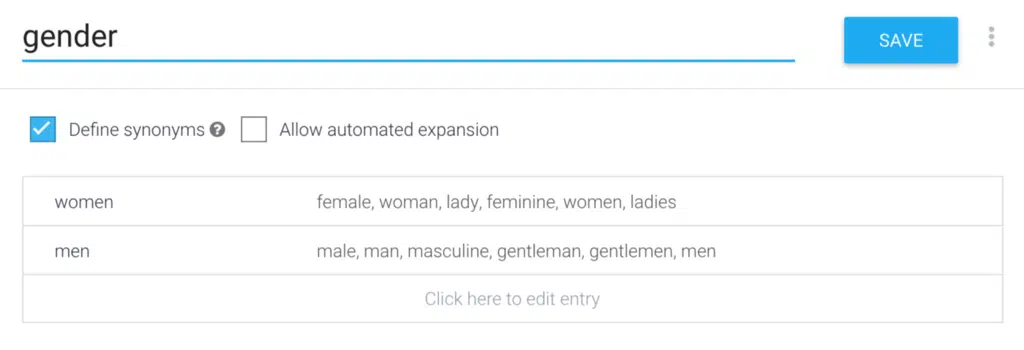 gender SAVE
Define synonyms ? Allow automated expansion
women female, woman, lady, feminine, women, ladies
men male, man, masculine, gentleman, gentlemen, men
Click here to edit entry